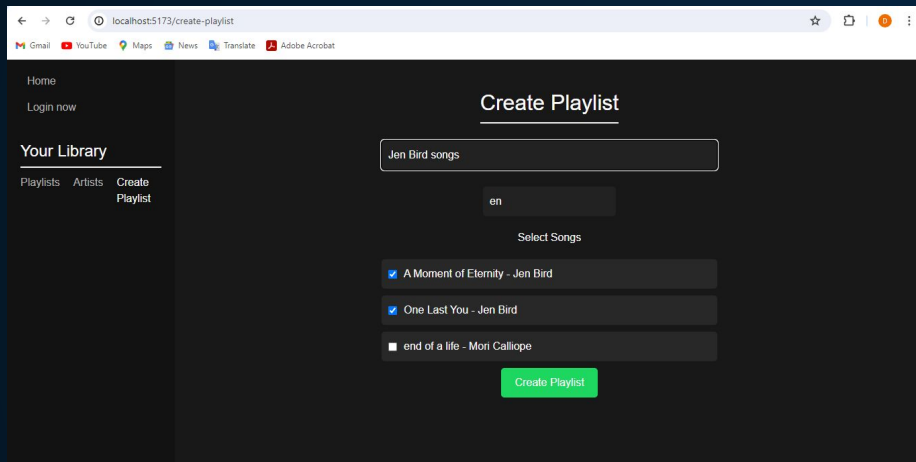 localhost:5173/create-playlist
D
Gmail YouTube Maps News Translate Adobe Acrobat
Home
Login now
Your Library
Playlists Artists Create
Playlist
Create Playlist
Jen Bird songs
en
Select Songs
A Moment of Eternity - Jen Bird
One Last You - Jen Bird
end of a life - Mori Calliope
Create Playlist